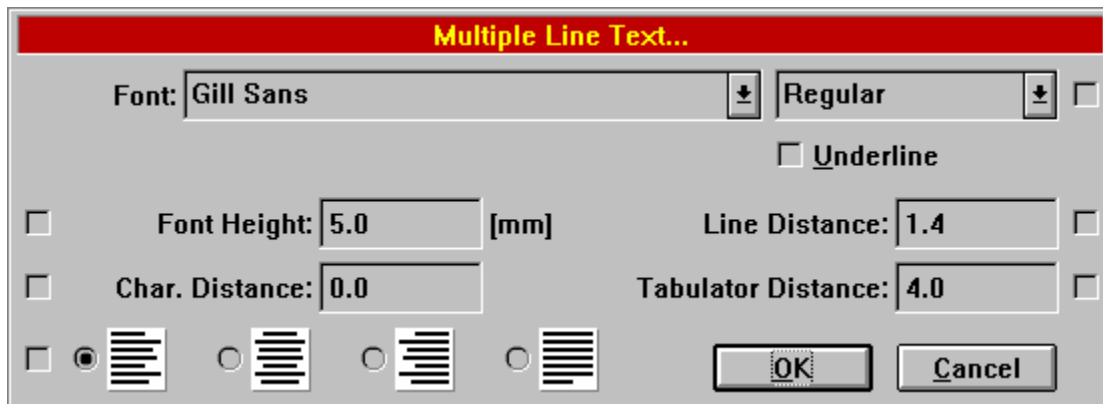 Multiple Line Text...
Font: Gill Sans Regular
Underline
Font Height: 5.0 [mm] Line Distance: 1.4
Char. Distance: 0.0 Tabulator Distance: 4.0
OK Cancel